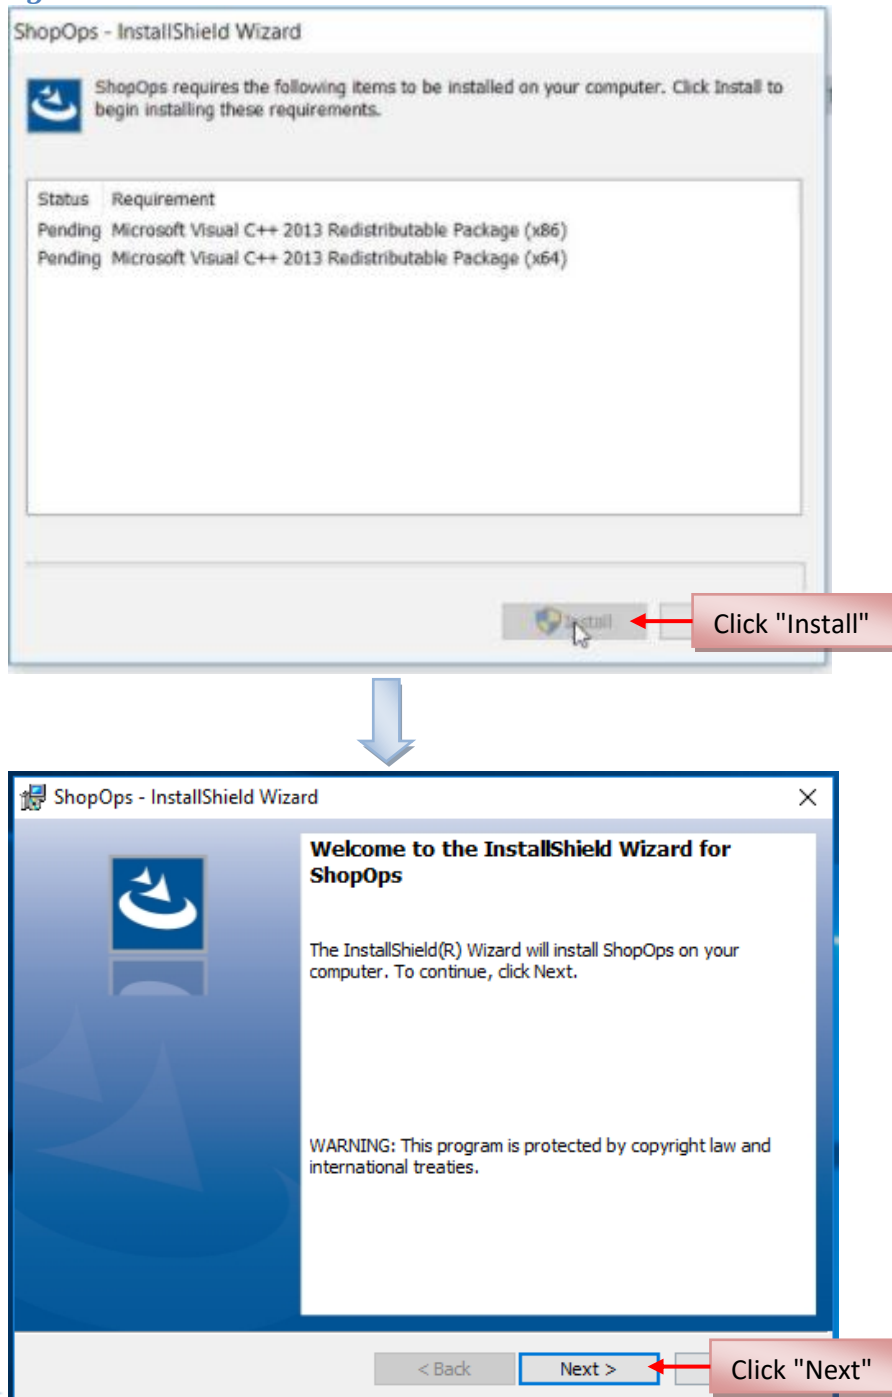 ShopOps - InstallShield Wizard
ShopOps requires the following items to be installed on your computer. Click Install to
begin installing these requirements.
Status Requirement
Pending Microsoft Visual C++ 2013 Redistributable Package (x86)
Pending Microsoft Visual C++ 2013 Redistributable Package (x64)
Install
Click "Install"
ShopOps - InstallShield Wizard
Welcome to the InstallShield Wizard for
ShopOps
The InstallShield(R) Wizard will install ShopOps on your
computer. To continue, click Next.
WARNING: This program is protected by copyright law and
international treaties.
< Back
Next >
Click "Next"